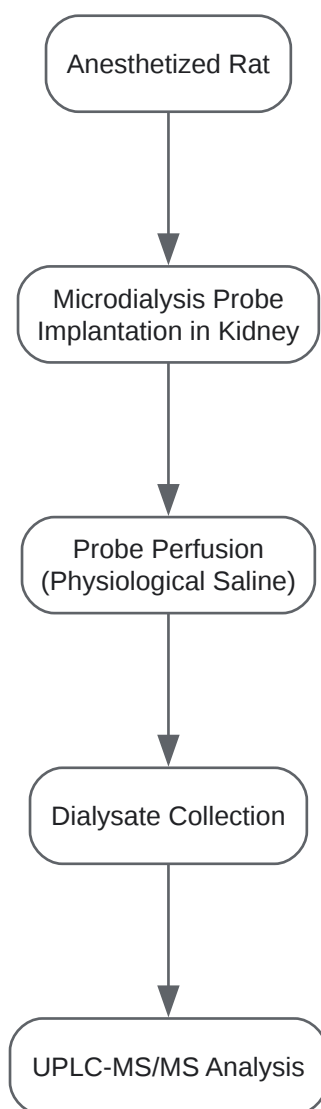 Anesthetized Rat
Microdialysis Probe
Implantation in Kidney
Probe Perfusion
(Physiological Saline)
Dialysate Collection
UPLC-MS/MS Analysis